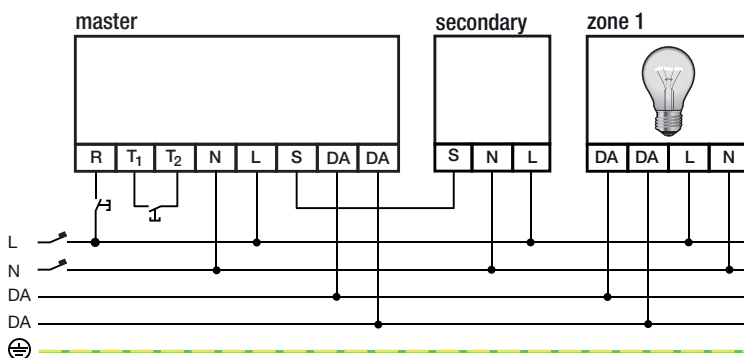 master secondary zone 1
R T1 T2 N L S DA DA S N L DA DA L N
L
N
DA
DA